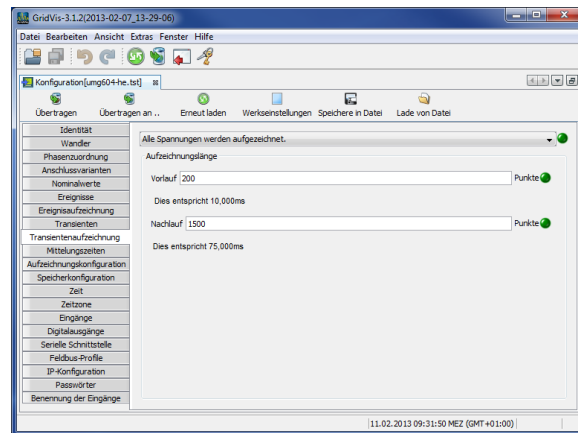 GridVis-3.1.2(2013-02-07_13-29-06)
Datei Bearbeiten Ansicht Extras Fenster Hilfe
Konfiguration[umg604-he.tst]
Übertragen Übertragen an .. Erneut laden Werkseinstellungen Speichere in Datei Lade von Datei
Identität
Wandler
Phasenzuordnung
Anschlussvarianten
Nominalwerte
Ereignisse
Ereignisaufzeichnung
Transienten
Transientenaufzeichnung
Mittelungszeiten
Aufzeichnungskonfiguration
Speicherkonfiguration
Zeit
Zeitzone
Eingänge
Digitalausgänge
Serielle Schnittstelle
Feldbus-Profile
IP-Konfiguration
Passwörter
Benennung der Eingänge
Alle Spannungen werden aufgezeichnet.
Aufzeichnungslänge
Vorlauf 200 Punkte
Dies entspricht 10,000ms
Nachlauf 1500 Punkte
Dies entspricht 75,000ms
11.02.2013 09:31:50 MEZ (GMT+01:00)